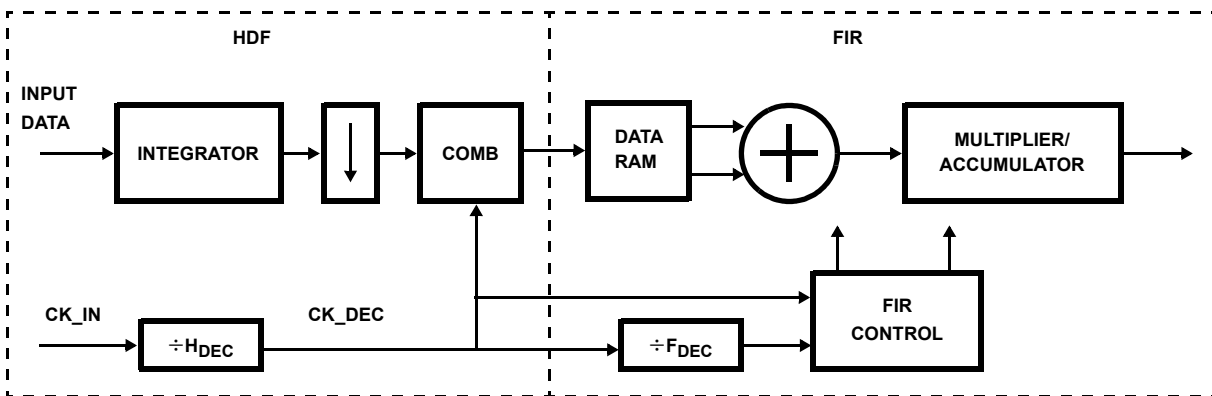 HDF
FIR
INPUT
DATA
INTEGRATOR
COMB
DATA
RAM
MULTIPLIER/
ACCUMULATOR
CK_IN
÷HDEC
CK_DEC
÷FDEC
FIR
CONTROL